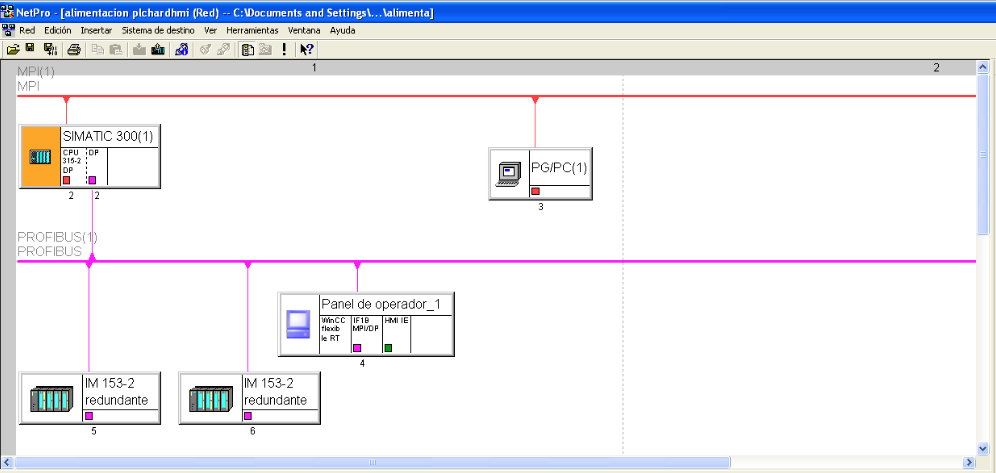 NetPro - [alimentacion plchardhmi (Red) -- C:\Documents and Settings\...\alimenta]
Red Edición Insertar Sistema de destino Ver Herramientas Ventana Ayuda
1 2
MPI(1)
MPI
SIMATIC 300(1)
CPU
315-2
DP
DP
2 2
PG/PC(1)
3
PROFIBUS(1)
PROFIBUS
Panel de operador_1
WinCC
flexib
le RT
IF1B
MPI/DP
HMI IE
4
IM 153-2
redundante
5
IM 153-2
redundante
6